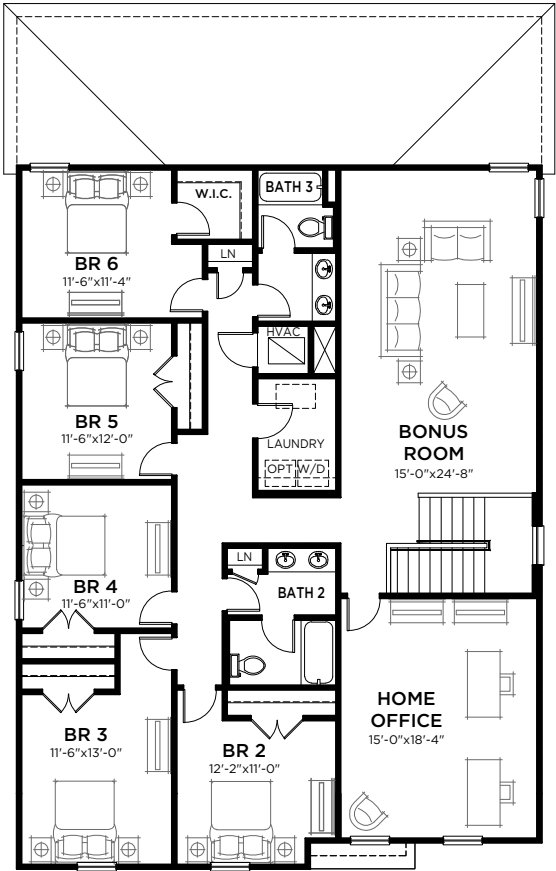 W.I.C.
BATH 3
LN
BR 6
11'-6"x11'-4"
HVAC
BR 5
11'-6"x12'-0"
LAUNDRY
OPT W/D
BONUS
ROOM
15'-0"x24'-8"
LN
BATH 2
BR 4
11'-6"x11'-0"
BR 3
11'-6"x13'-0"
BR 2
12'-2"x11'-0"
HOME
OFFICE
15'-0"x18'-4"